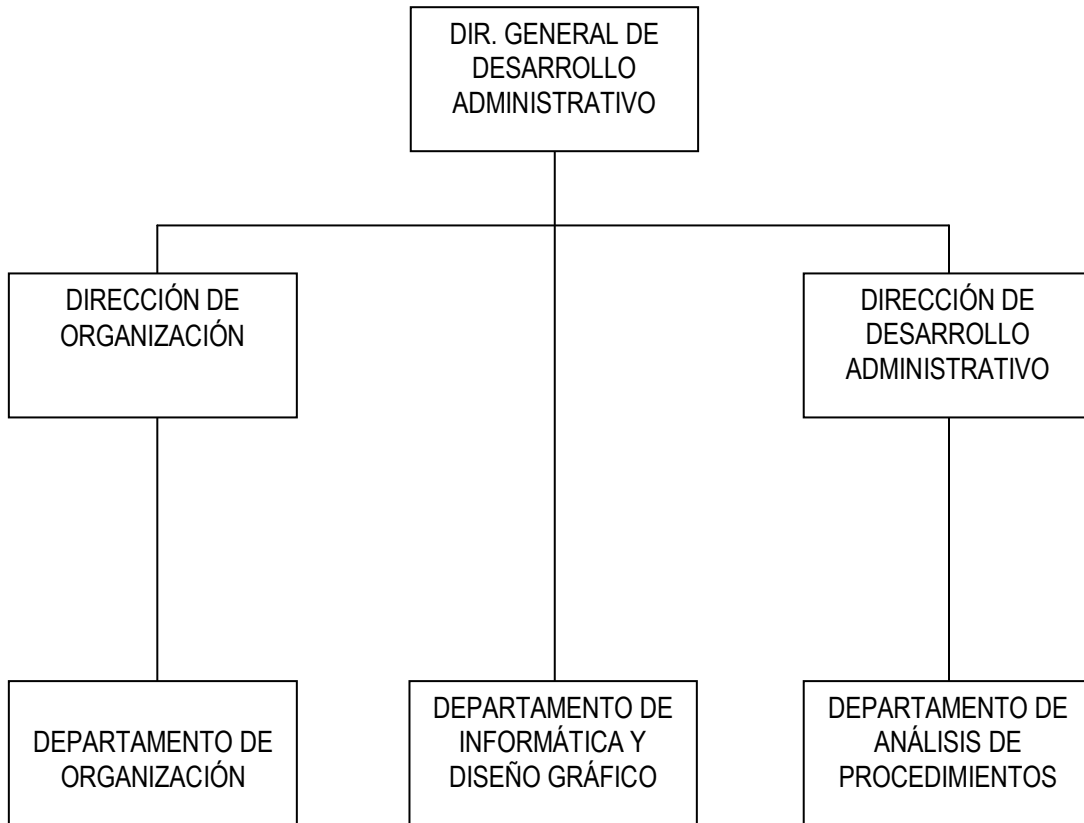 DIR. GENERAL DE
DESARROLLO
ADMINISTRATIVO
DIRECCIÓN DE
ORGANIZACIÓN
DIRECCIÓN DE
DESARROLLO
ADMINISTRATIVO
DEPARTAMENTO DE
ORGANIZACIÓN
DEPARTAMENTO DE
INFORMÁTICA Y
DISEÑO GRÁFICO
DEPARTAMENTO DE
ANÁLISIS DE
PROCEDIMIENTOS